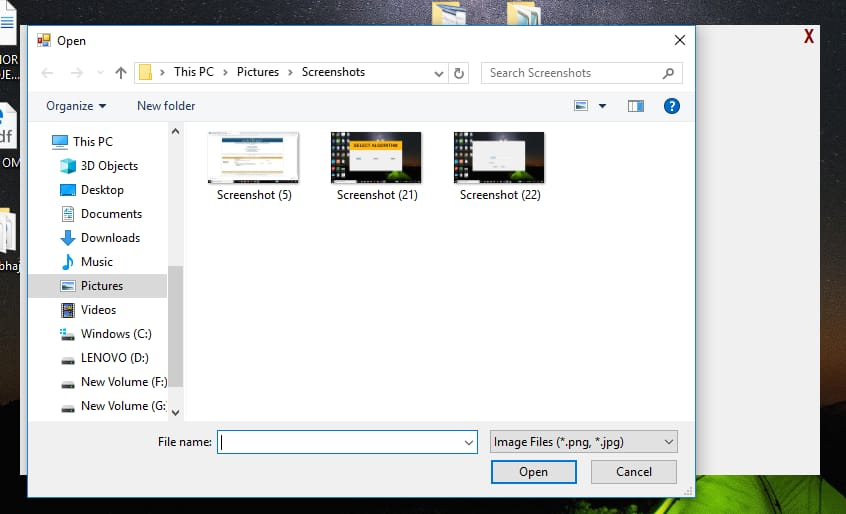 Open
X
This PC > Pictures > Screenshots
Search Screenshots
Organize
New folder
?
This PC
3D Objects
Desktop
Documents
Downloads
Music
Pictures
Videos
Windows (C:)
LENOVO (D:)
New Volume (F:)
New Volume (G:
SELECT ALGORITHM
Screenshot (5)
Screenshot (21)
Screenshot (22)
File name:
Image Files (*.png, *.jpg)
Open
Cancel